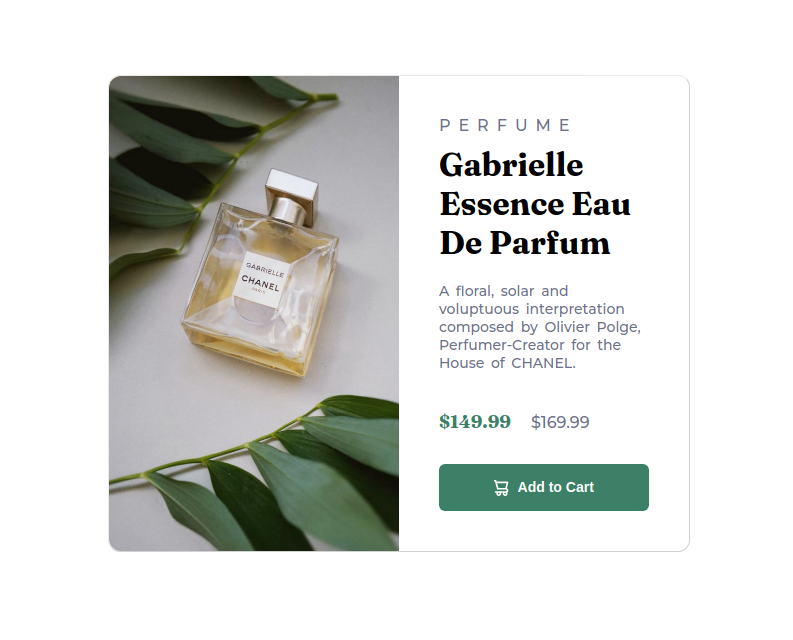 GABRIELLE
CHANEL
PARIS
PERFUME
Gabrielle
Essence Eau
De Parfum
A floral, solar and
voluptuous interpretation
composed by Olivier Polge,
Perfumer-Creator for the
House of CHANEL.
$149.99 $169.99
Add to Cart